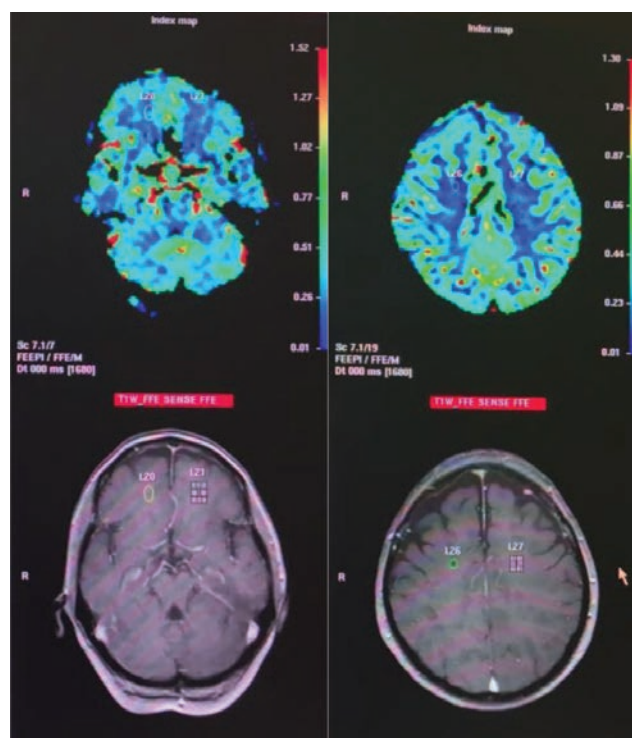 Index map
1.52
1.27
1.02
0.77
0.51
0.26
0.01
L20
L21
R
Sc 7.1/7
FEEPI / FFE/M
Dt 000 ms [1680]
Index map
1.30
1.09
0.87
0.66
0.44
0.23
0.01
L26
L27
R
Sc 7.1/19
FEEPI / FFE/M
Dt 000 ms [1680]
T1W_FFE SENSE FFE
L20
L21
R
T1W_FFE SENSE FFE
L26
L27
R